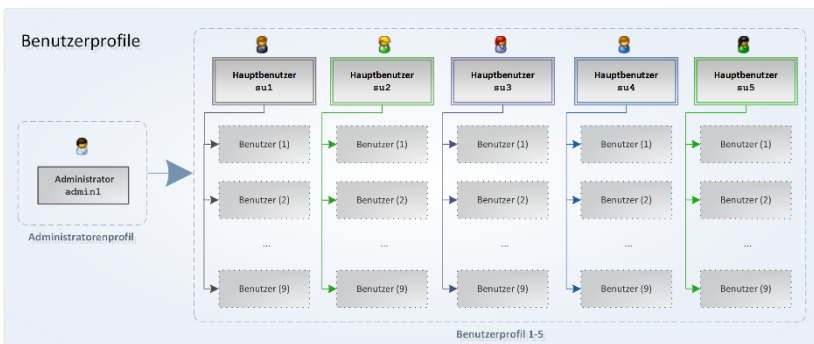 Benutzerprofile
Hauptbenutzer
su1
Hauptbenutzer
su2
Hauptbenutzer
su3
Hauptbenutzer
su4
Hauptbenutzer
su5
Administrator
admin1
Administratorenprofil
Benutzer (1)
Benutzer (1)
Benutzer (1)
Benutzer (1)
Benutzer (1)
Benutzer (2)
Benutzer (2)
Benutzer (2)
Benutzer (2)
Benutzer (2)
...
...
...
...
...
Benutzer (9)
Benutzer (9)
Benutzer (9)
Benutzer (9)
Benutzer (9)
Benutzerprofil 1-5